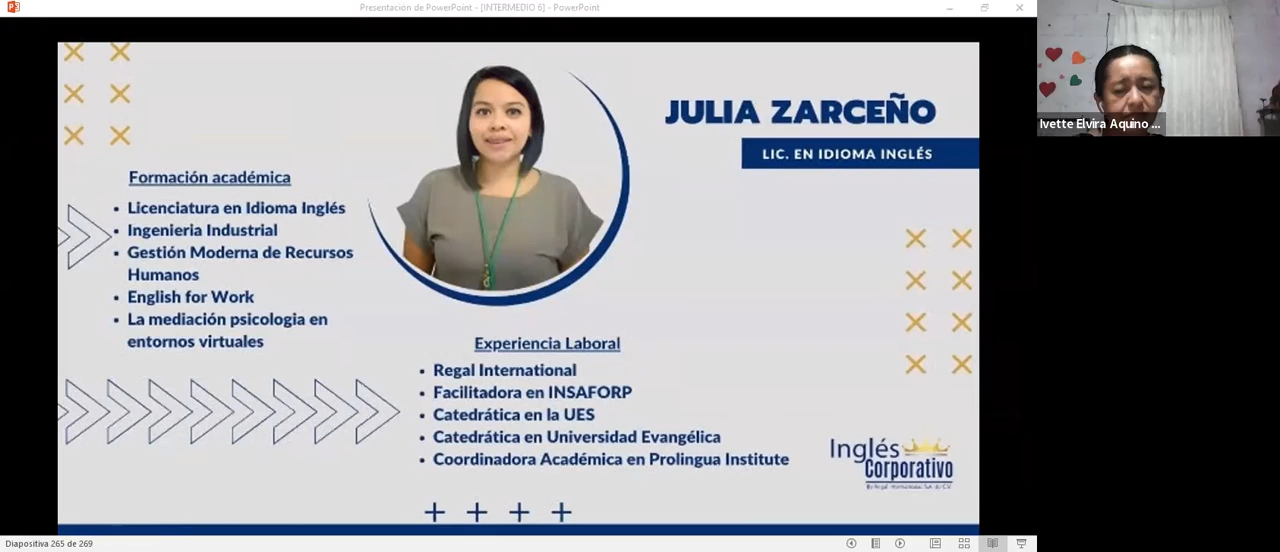 Presentación de PowerPoint - [INTERMEDIO 6] - PowerPoint
JULIA ZARCEÑO
LIC. EN IDIOMA INGLÉS
Formación académica
• Licenciatura en Idioma Inglés
• Ingenieria Industrial
• Gestión Moderna de Recursos
Humanos
• English for Work
• La mediación psicologia en
entornos virtuales
Experiencia Laboral
• Regal International
• Facilitadora en INSAFORP
• Catedrática en la UES
• Catedrática en Universidad Evangélica
• Coordinadora Académica en Prolingua Institute
Inglés
Corporativo
Diapositiva 265 de 269
Ivette Elvira Aquino ...